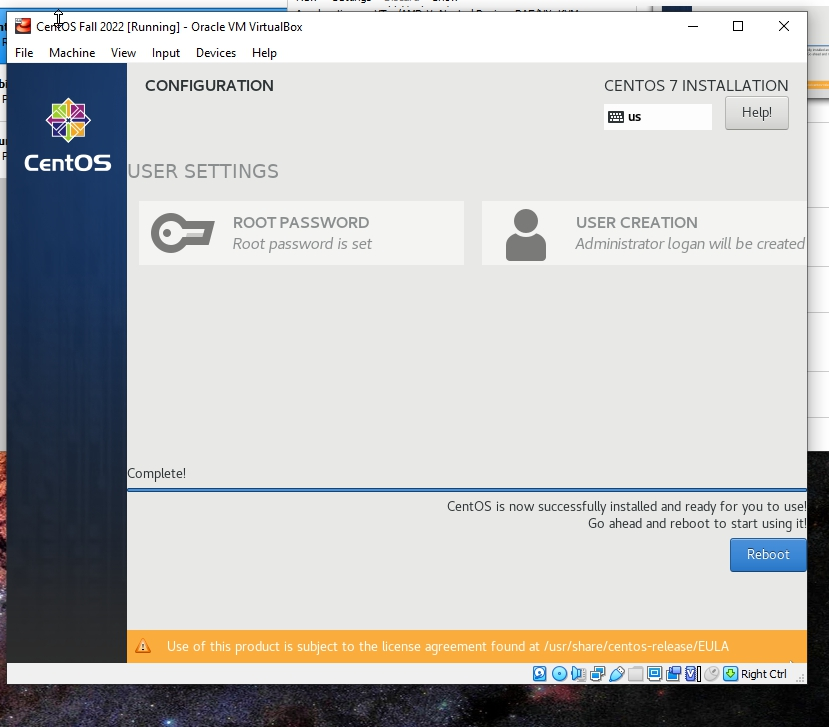 CentOS Fall 2022 [Running] - Oracle VM VirtualBox
File Machine View Input Devices Help
CONFIGURATION
CENTOS 7 INSTALLATION
us
Help!
CentOS
USER SETTINGS
ROOT PASSWORD
Root password is set
USER CREATION
Administrator logan will be created
Complete!
CentOS is now successfully installed and ready for you to use!
Go ahead and reboot to start using it!
Reboot
Use of this product is subject to the license agreement found at /usr/share/centos-release/EULA
Right Ctrl